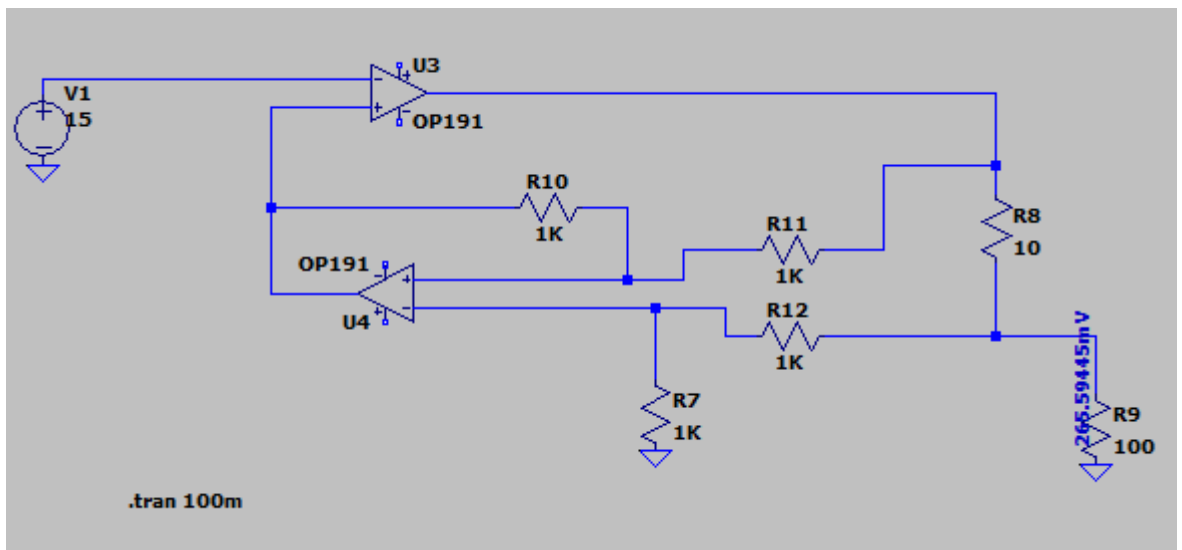 U3
V1
15
OP191
R10
1K
R11
1K
R8
10
OP191
U4
R12
1K
265.59445mV
R7
1K
R9
100
.tran 100m